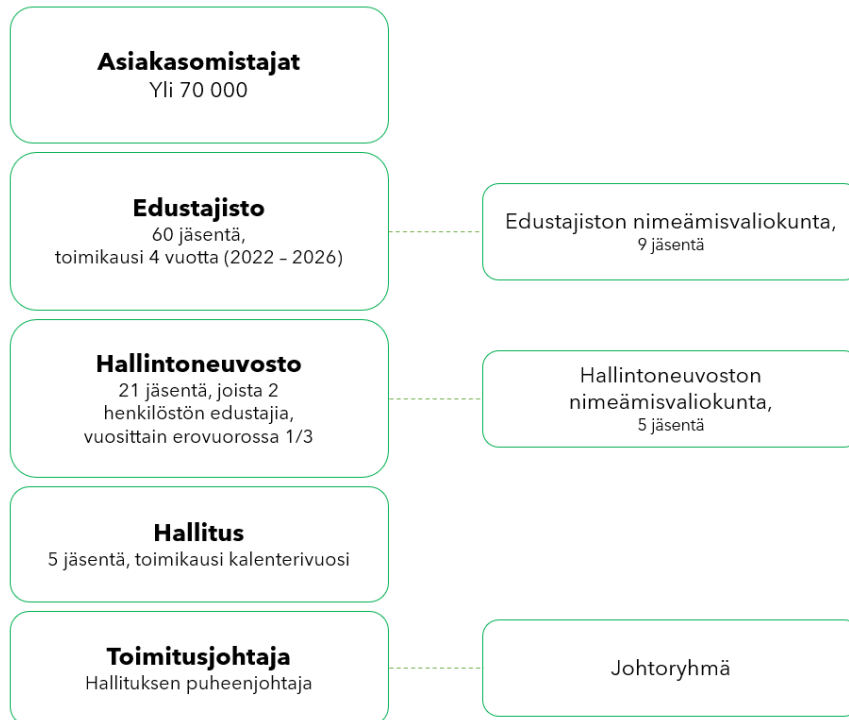 Asiakasomistajat
Yli 70 000
Edustajisto
60 jäsentä,
toimikausi 4 vuotta (2022 – 2026)
Edustajiston nimeämisvaliokunta,
9 jäsentä
Hallintoneuvosto
21 jäsentä, joista 2
henkilöstön edustajia,
vuosittain erovuorossa 1/3
Hallintoneuvoston
nimeämisvaliokunta,
5 jäsentä
Hallitus
5 jäsentä, toimikausi kalenterivuosi
Toimitusjohtaja
Hallituksen puheenjohtaja
Johtoryhmä